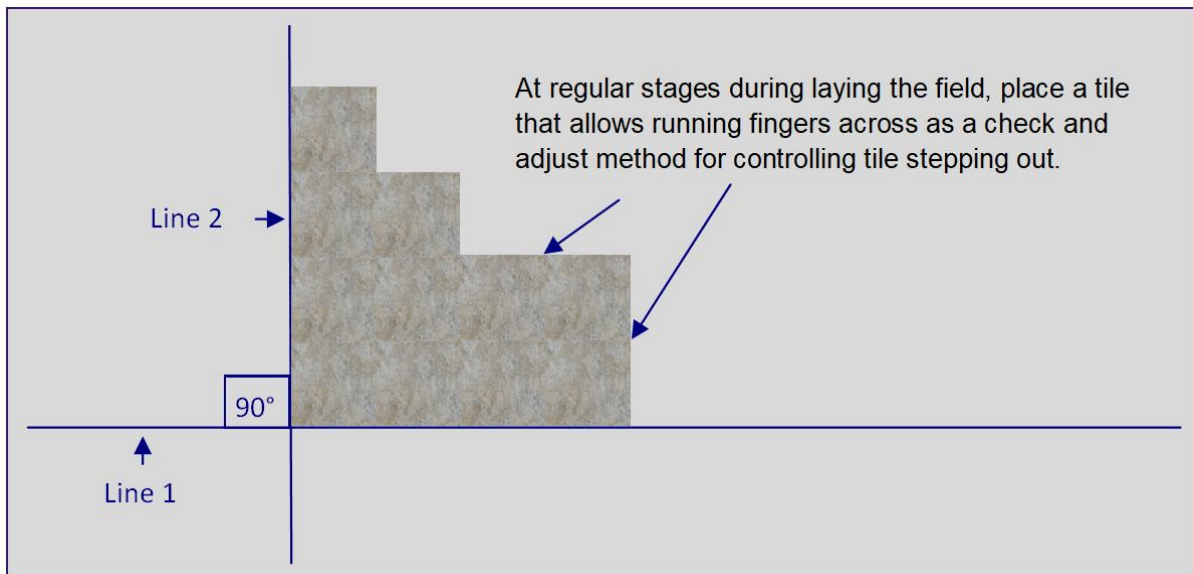 At regular stages during laying the field, place a tile
that allows running fingers across as a check and
adjust method for controlling tile stepping out.
Line 2
90°
Line 1